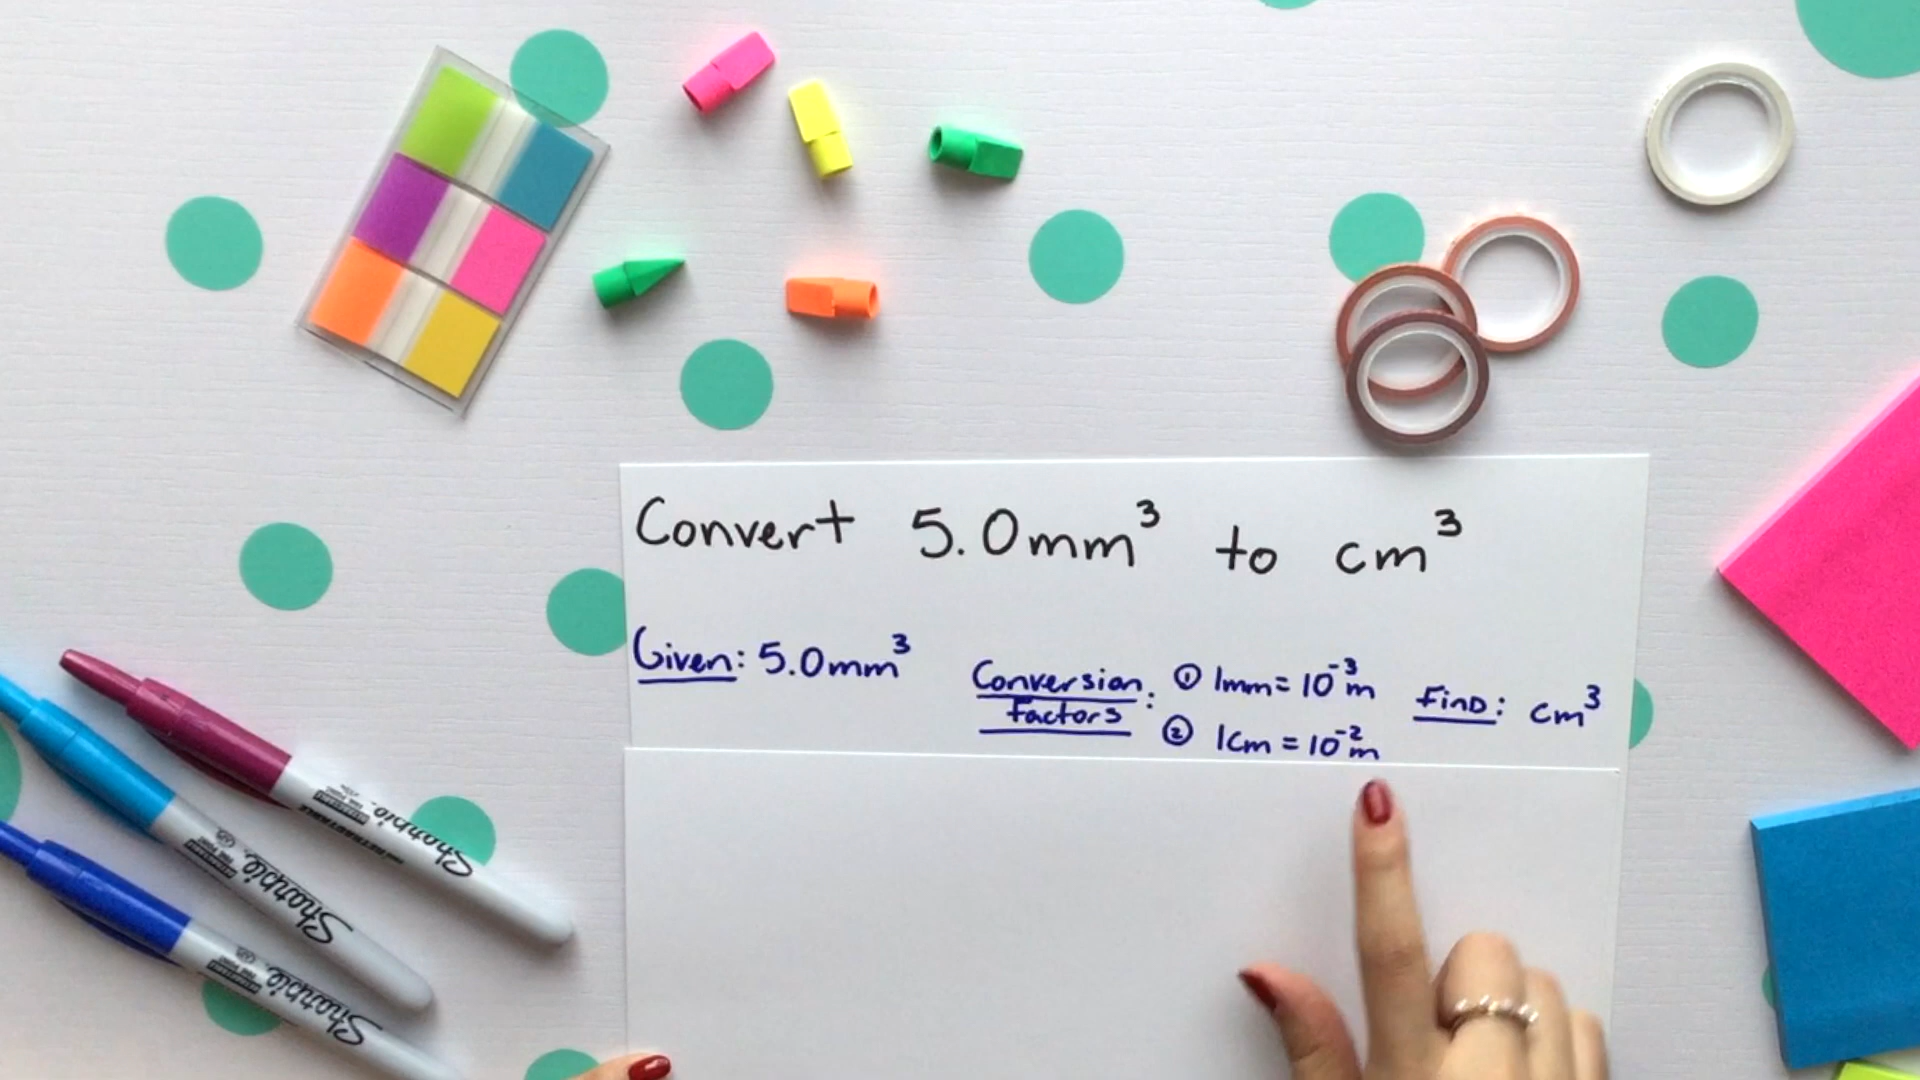 Convert 5.0mm³ to cm³
Given: 5.0mm³
Conversion Factors: ① 1mm = 10⁻³m
② 1cm = 10⁻²m
Find: cm³
Sharpie
Sharpie
Sharpie